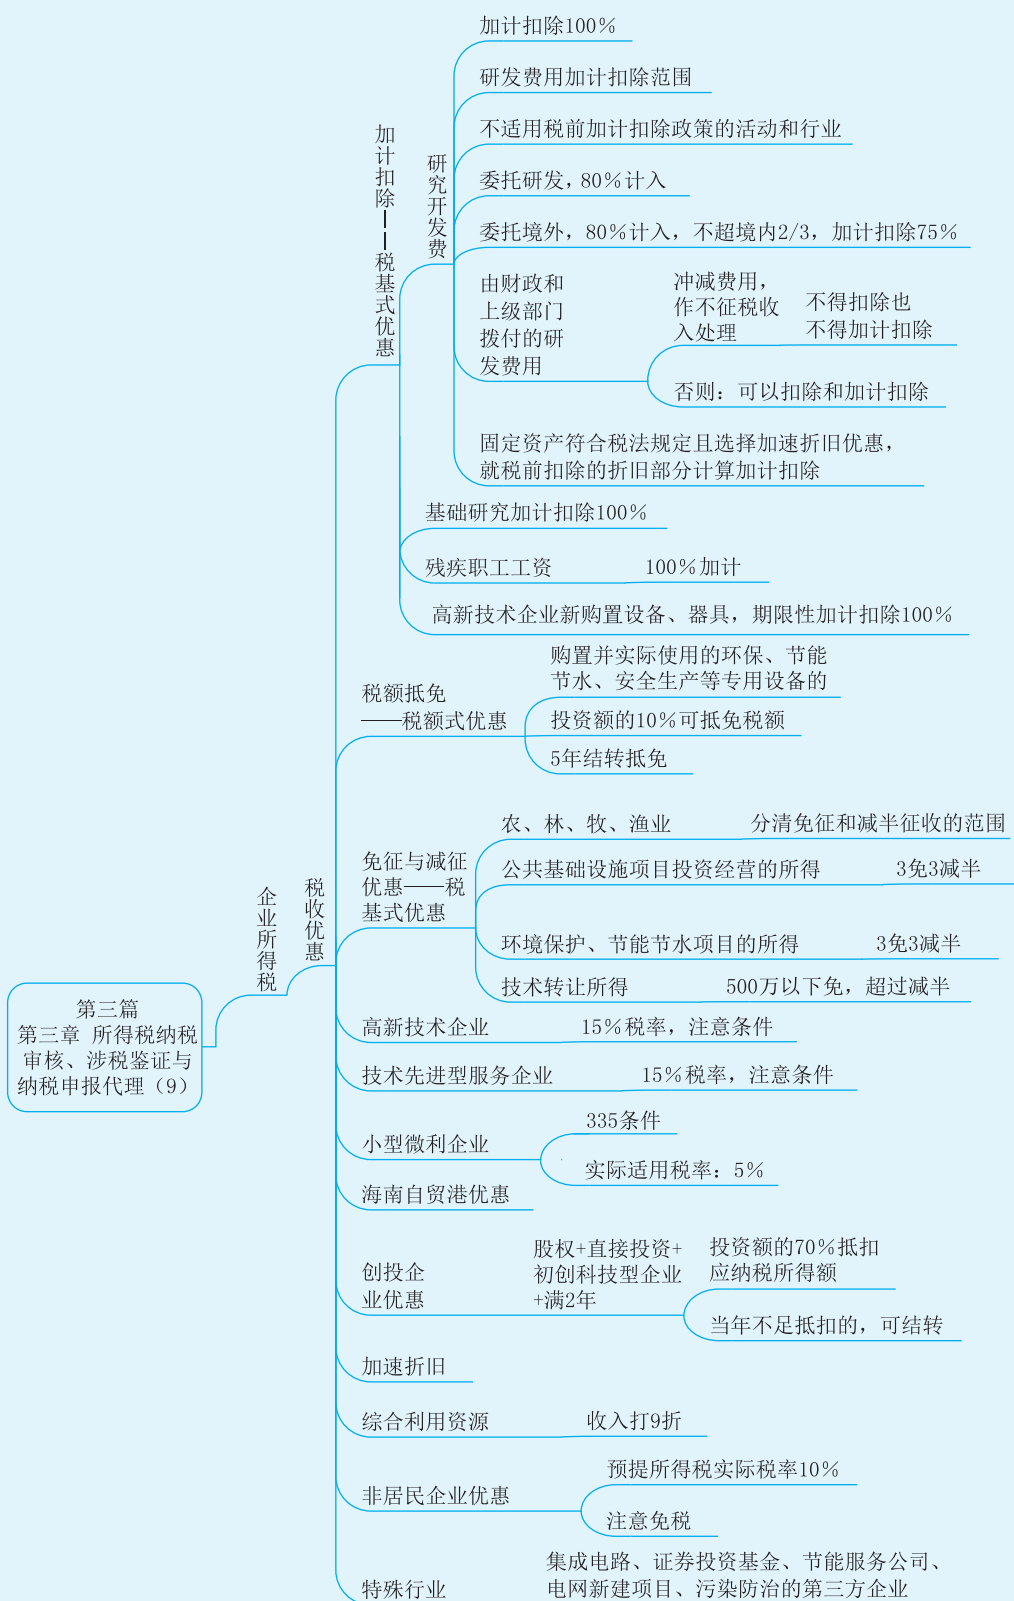 第三篇
第三章 所得税纳税
审核、涉税鉴证与
纳税申报代理（9）
企业所得税
税收优惠
加计扣除——税基式优惠
研究开发费
加计扣除100%
研发费用加计扣除范围
不适用税前加计扣除政策的活动和行业
委托研发，80%计入
委托境外，80%计入，不超境内2/3，加计扣除75%
由财政和
上级部门
拨付的研
发费用
冲减费用，
作不征税收
入处理
不得扣除也
不得加计扣除
否则：可以扣除和加计扣除
固定资产符合税法规定且选择加速折旧优惠，
就税前扣除的折旧部分计算加计扣除
基础研究加计扣除100%
残疾职工工资
100%加计
高新技术企业新购置设备、器具，期限性加计扣除100%
税额抵免
——税额式优惠
购置并实际使用的环保、节能
节水、安全生产等专用设备的
投资额的10%可抵免税额
5年结转抵免
免征与减征
优惠——税
基式优惠
农、林、牧、渔业
分清免征和减半征收的范围
公共基础设施项目投资经营的所得
3免3减半
环境保护、节能节水项目的所得
3免3减半
技术转让所得
500万以下免，超过减半
高新技术企业
15%税率，注意条件
技术先进型服务企业
15%税率，注意条件
小型微利企业
335条件
实际适用税率：5%
海南自贸港优惠
创投企
业优惠
股权+直接投资+
初创科技型企业
+满2年
投资额的70%抵扣
应纳税所得额
当年不足抵扣的，可结转
加速折旧
综合利用资源
收入打9折
非居民企业优惠
预提所得税实际税率10%
注意免税
特殊行业
集成电路、证券投资基金、节能服务公司、
电网新建项目、污染防治的第三方企业